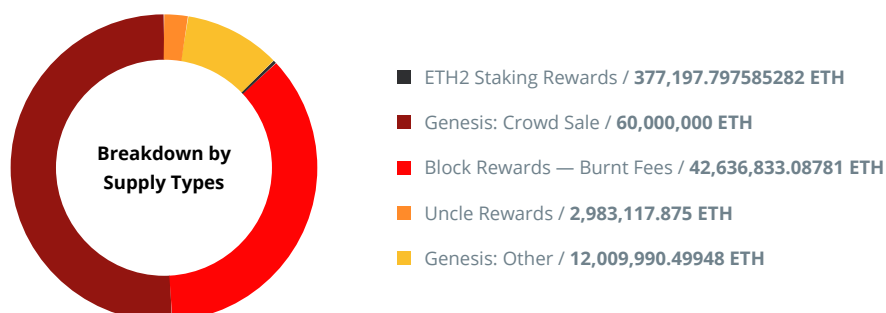 Breakdown by
Supply Types
ETH2 Staking Rewards / 377,197.797585282 ETH
Genesis: Crowd Sale / 60,000,000 ETH
Block Rewards — Burnt Fees / 42,636,833.08781 ETH
Uncle Rewards / 2,983,117.875 ETH
Genesis: Other / 12,009,990.49948 ETH